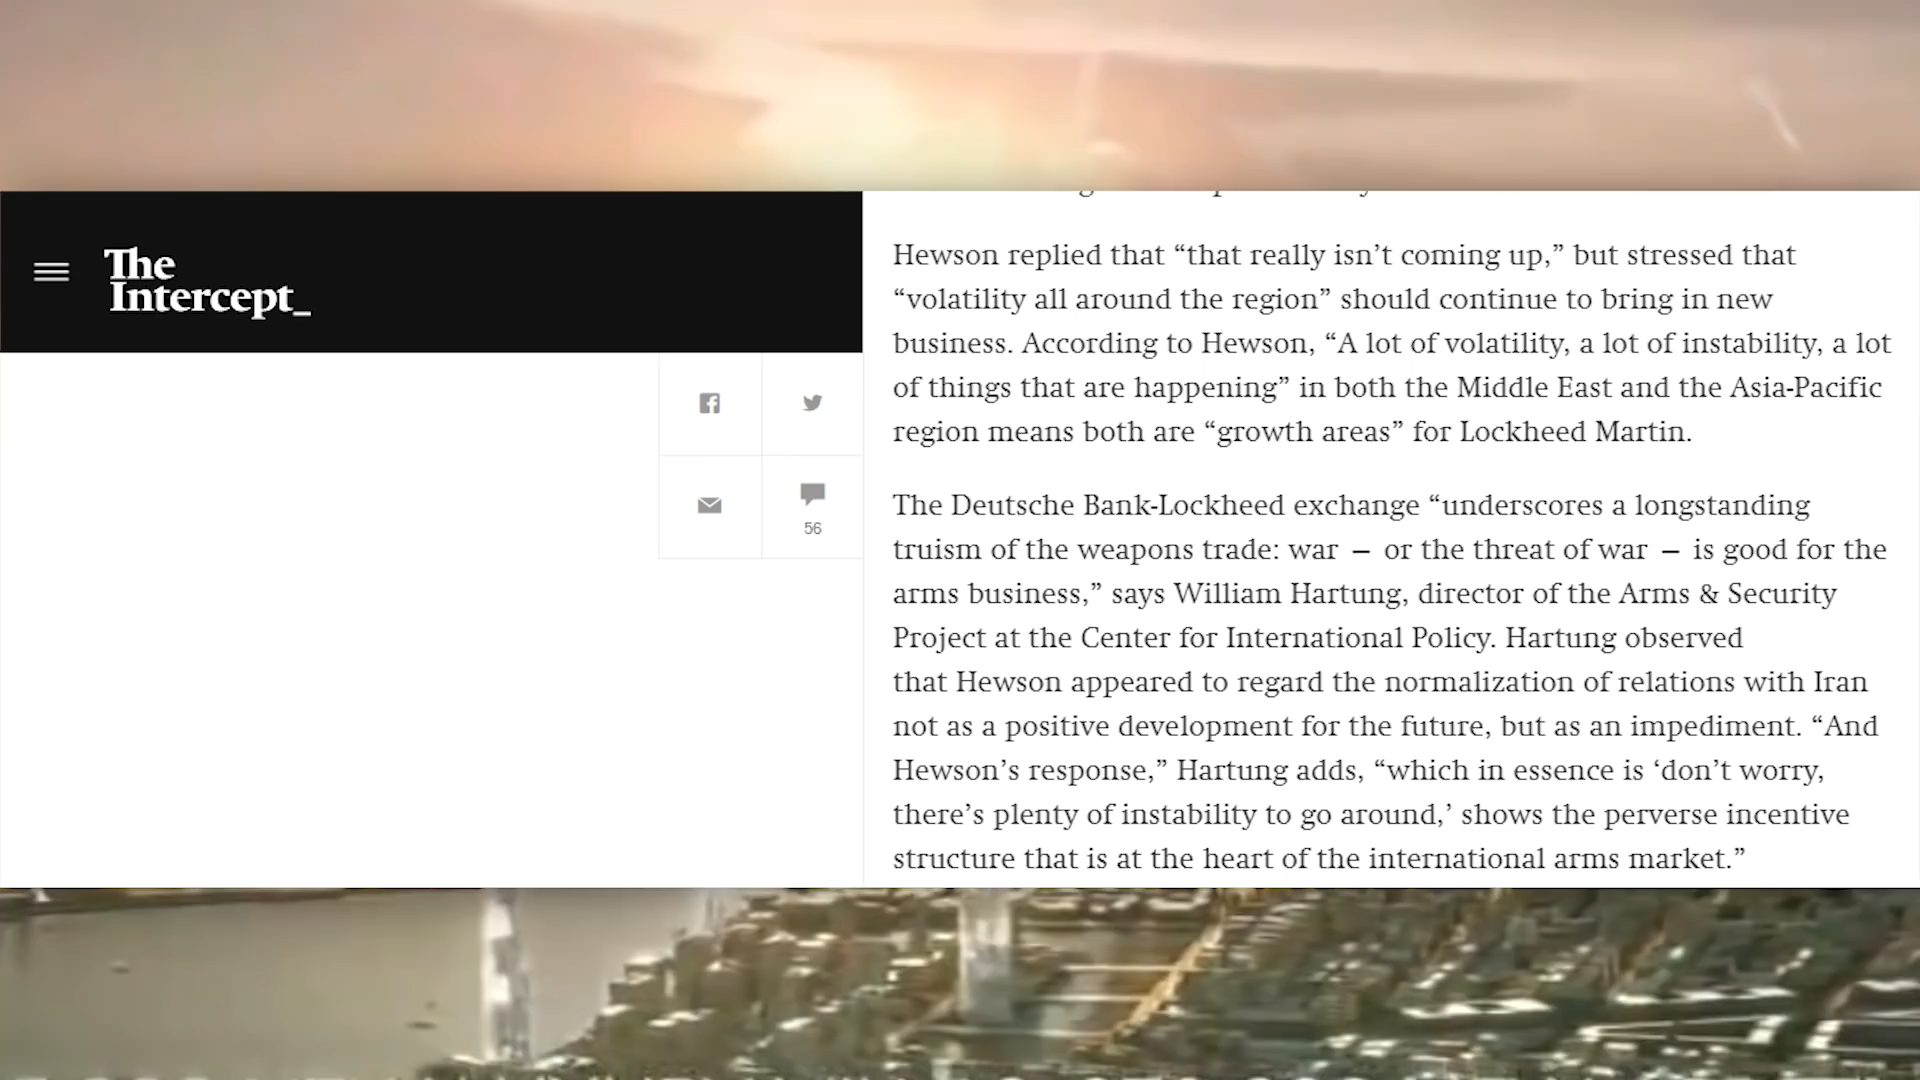 The
Intercept_
56
Hewson replied that “that really isn’t coming up,” but stressed that
“volatility all around the region” should continue to bring in new
business. According to Hewson, “A lot of volatility, a lot of instability, a lot
of things that are happening” in both the Middle East and the Asia-Pacific
region means both are “growth areas” for Lockheed Martin.
The Deutsche Bank-Lockheed exchange “underscores a longstanding
truism of the weapons trade: war — or the threat of war — is good for the
arms business,” says William Hartung, director of the Arms & Security
Project at the Center for International Policy. Hartung observed
that Hewson appeared to regard the normalization of relations with Iran
not as a positive development for the future, but as an impediment. “And
Hewson’s response,” Hartung adds, “which in essence is ‘don’t worry,
there’s plenty of instability to go around,’ shows the perverse incentive
structure that is at the heart of the international arms market.”